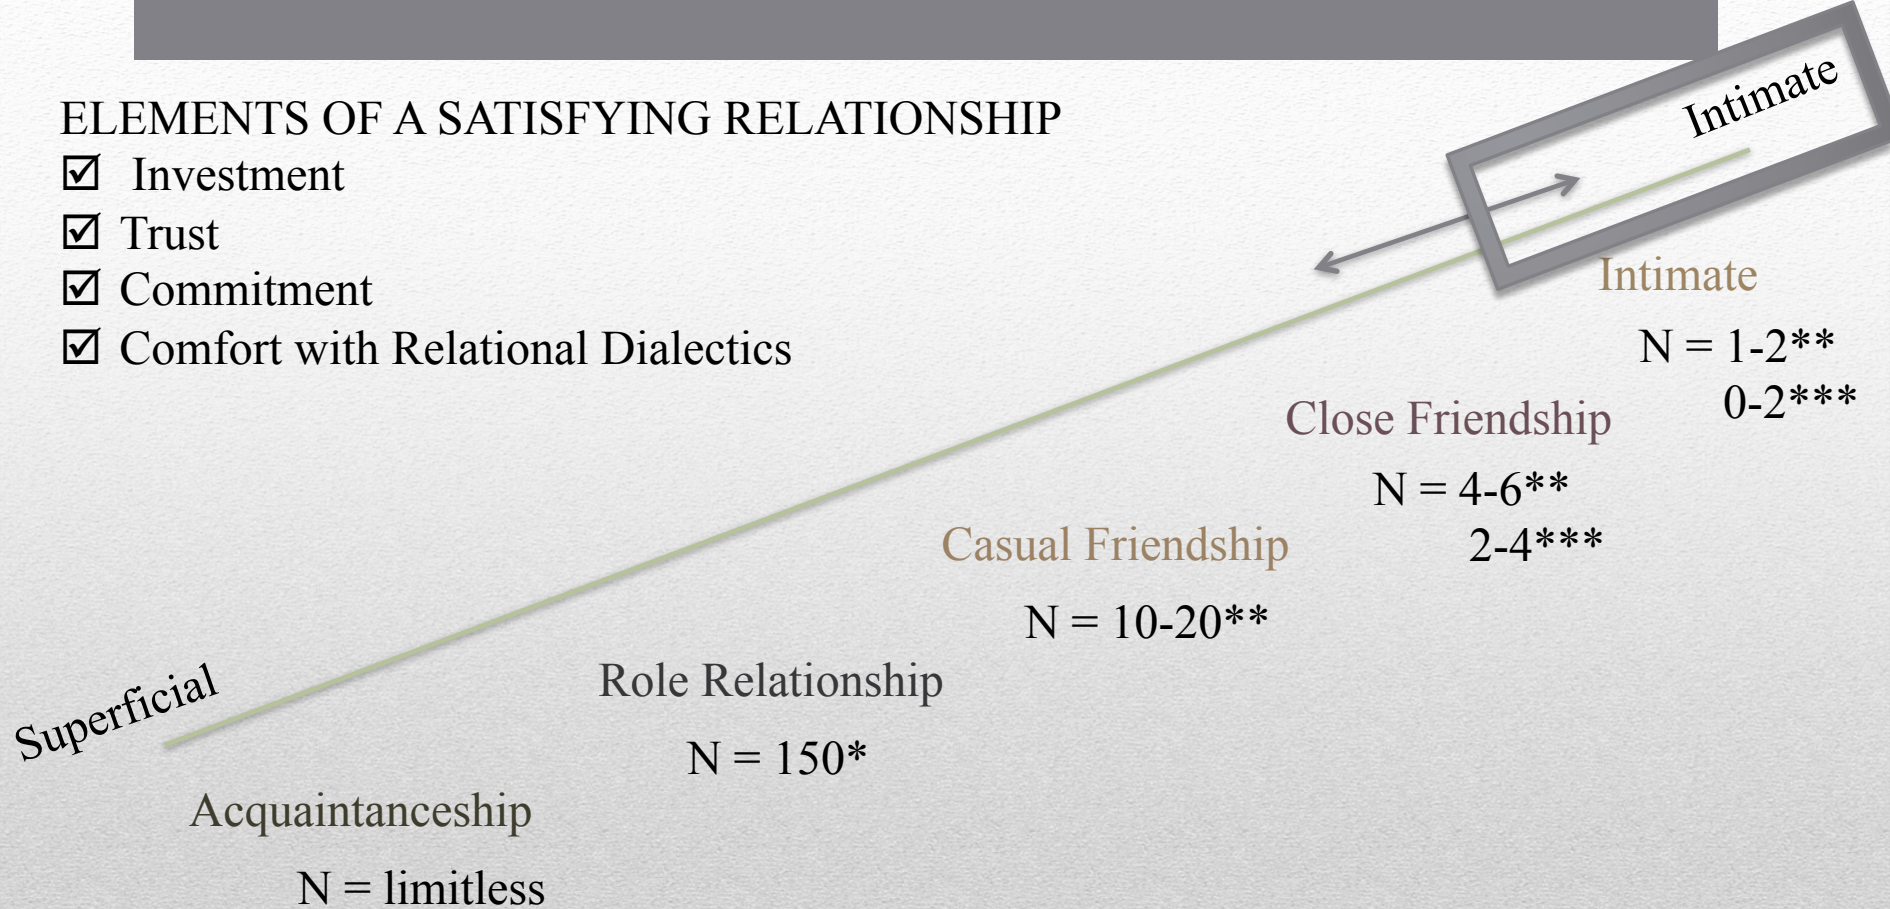 ELEMENTS OF A SATISFYING RELATIONSHIP
☑ Investment
☑ Trust
☑ Commitment
☑ Comfort with Relational Dialectics
Intimate
Intimate
N = 1-2**
0-2***
Close Friendship
N = 4-6**
2-4***
Casual Friendship
N = 10-20**
Role Relationship
N = 150*
Superficial
Acquaintanceship
N = limitless